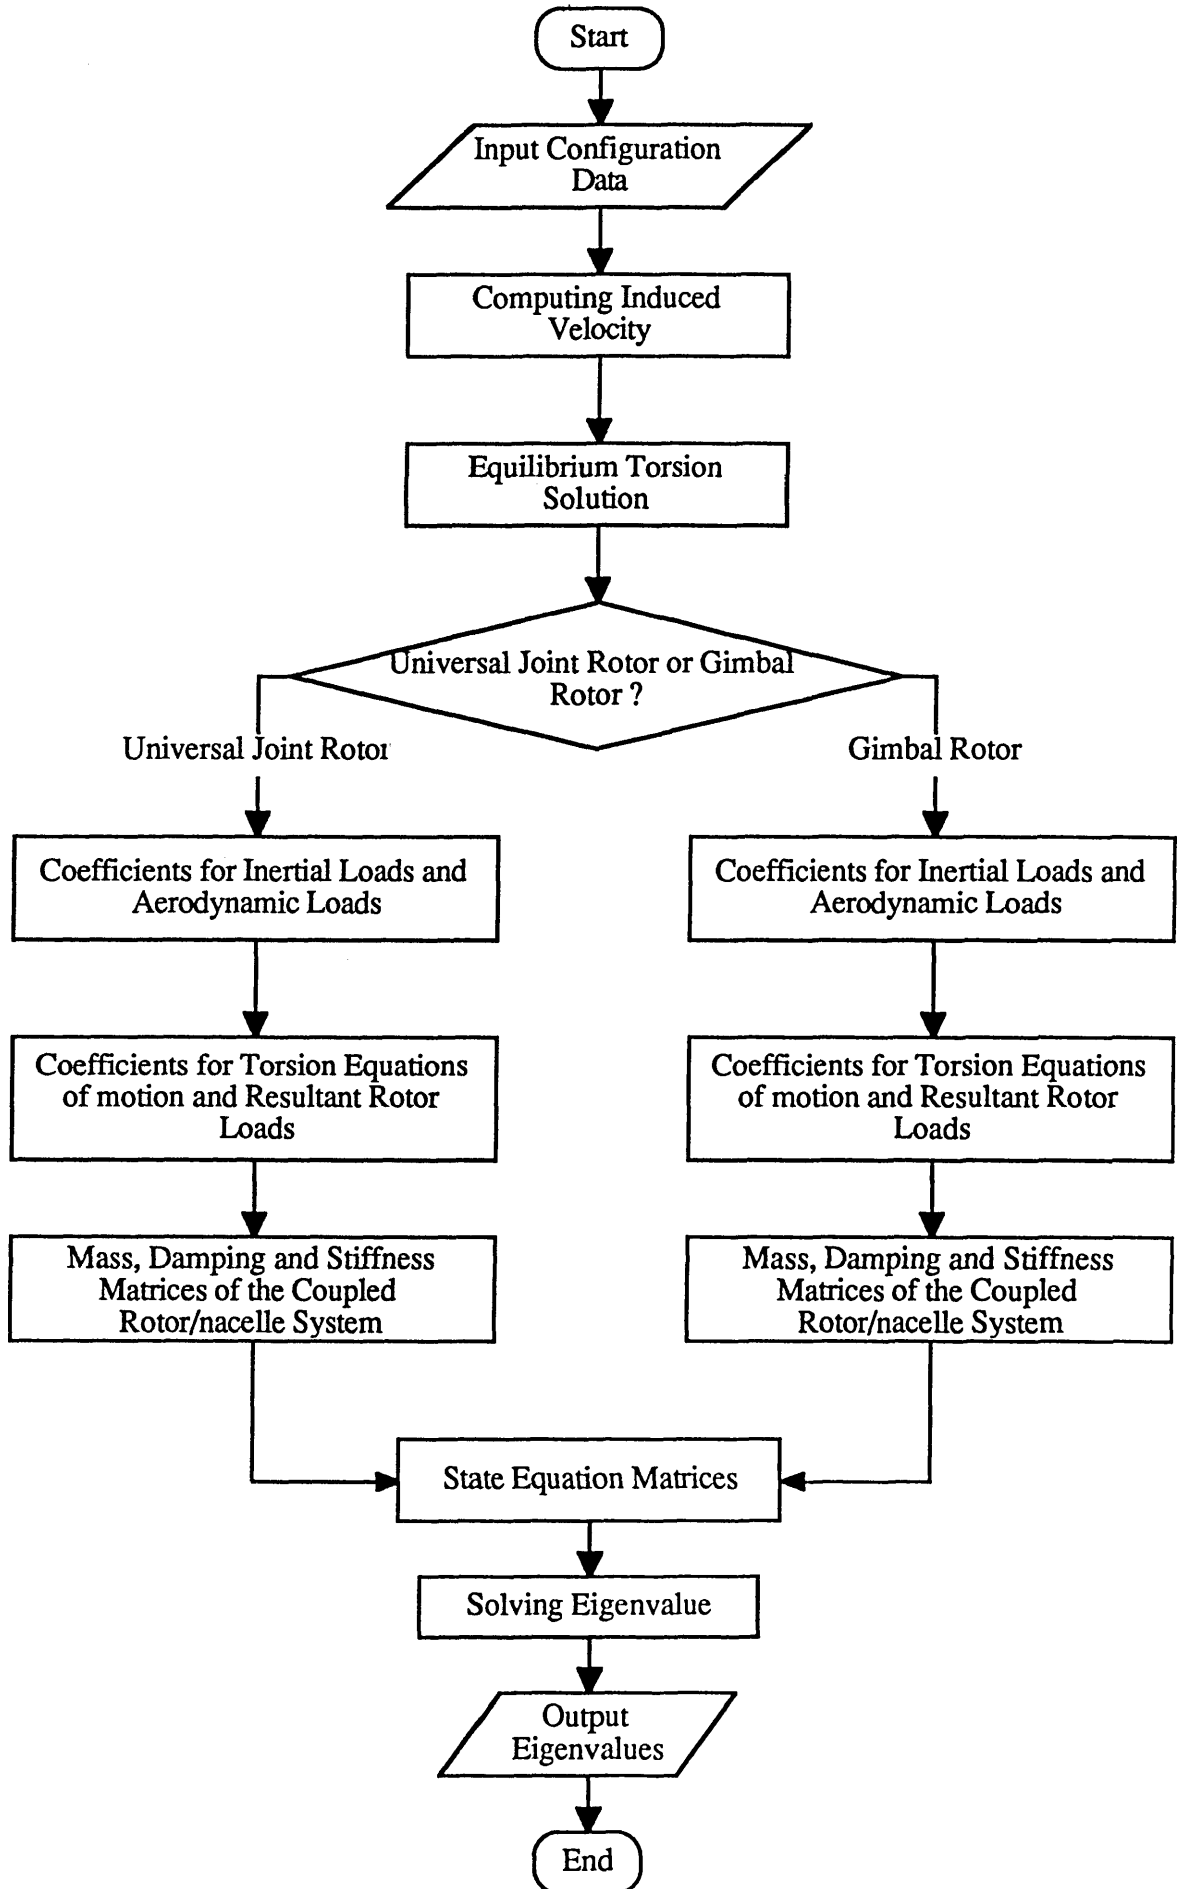 Start
Input Configuration
Data
Computing Induced
Velocity
Equilibrium Torsion
Solution
Universal Joint Rotor or Gimbal
Rotor ?
Universal Joint Rotor
Gimbal Rotor
Coefficients for Inertial Loads and
Aerodynamic Loads
Coefficients for Inertial Loads and
Aerodynamic Loads
Coefficients for Torsion Equations
of motion and Resultant Rotor
Loads
Coefficients for Torsion Equations
of motion and Resultant Rotor
Loads
Mass, Damping and Stiffness
Matrices of the Coupled
Rotor/nacelle System
Mass, Damping and Stiffness
Matrices of the Coupled
Rotor/nacelle System
State Equation Matrices
Solving Eigenvalue
Output
Eigenvalues
End